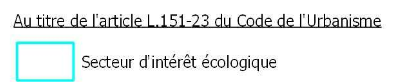 Au titre de l'article L.151-23 du Code de l'Urbanisme
Secteur d'intérêt écologique